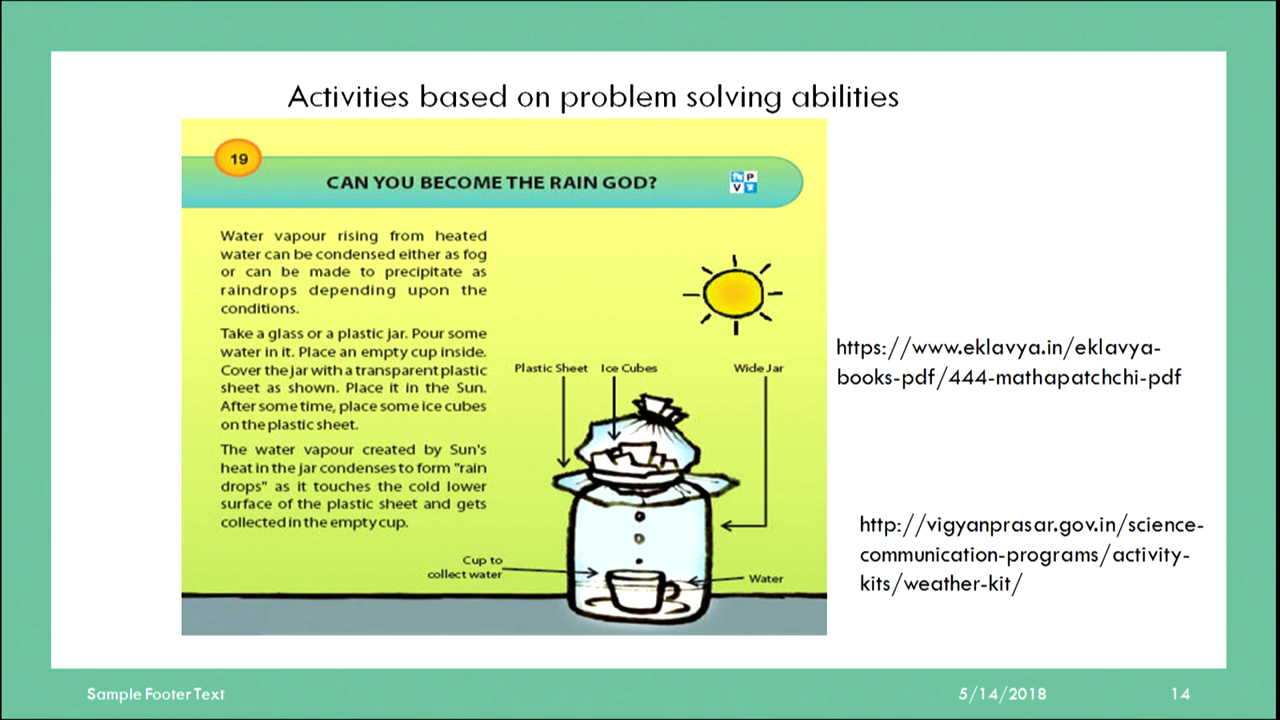 Activities based on problem solving abilities
19
CAN YOU BECOME THE RAIN GOD?
P
V
Water vapour rising from heated
water can be condensed either as fog
or can be made to precipitate as
raindrops depending upon the
conditions.
Take a glass or a plastic jar. Pour some
water in it. Place an empty cup inside.
Cover the jar with a transparent plastic
sheet as shown. Place it in the Sun.
After some time, place some ice cubes
on the plastic sheet.
The water vapour created by Sun's
heat in the jar condenses to form "rain
drops" as it touches the cold lower
surface of the plastic sheet and gets
collected in the empty cup.
Plastic Sheet Ice Cubes Wide Jar
Cup to
collect water
Water
https://www.eklavya.in/eklavya-
books-pdf/444-mathapatchchi-pdf
http://vigyanprasar.gov.in/science-
communication-programs/activity-
kits/weather-kit/
Sample Footer Text 5/14/2018 14